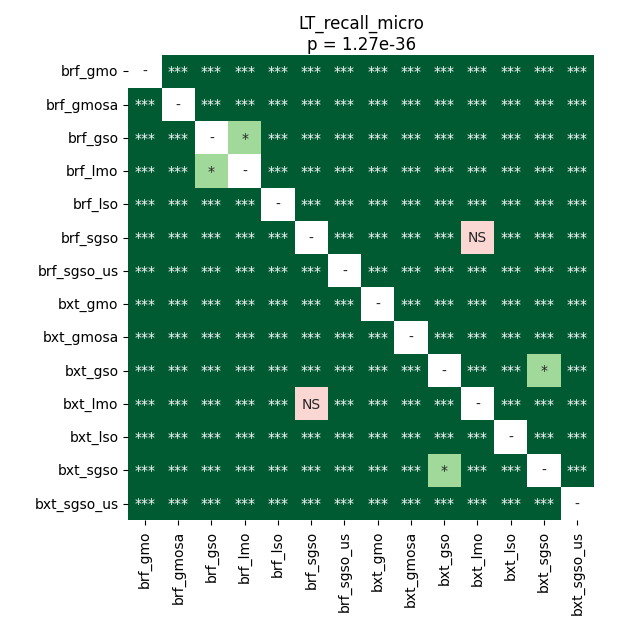 LT_recall_micro
p = 1.27e-36
brf_gmo - *** *** *** *** *** *** *** *** *** *** *** *** ***
brf_gmosa *** - *** *** *** *** *** *** *** *** *** *** *** ***
brf_gso *** *** - * *** *** *** *** *** *** *** *** *** ***
brf_lmo *** *** * - *** *** *** *** *** *** *** *** *** ***
brf_lso *** *** *** *** - *** *** *** *** *** *** *** *** ***
brf_sgso *** *** *** *** *** - *** *** *** *** NS *** *** ***
brf_sgso_us *** *** *** *** *** *** - *** *** *** *** *** *** ***
bxt_gmo *** *** *** *** *** *** *** - *** *** *** *** *** ***
bxt_gmosa *** *** *** *** *** *** *** *** - *** *** *** *** ***
bxt_gso *** *** *** *** *** *** *** *** *** - *** *** * ***
bxt_lmo *** *** *** *** *** NS *** *** *** *** - *** *** ***
bxt_lso *** *** *** *** *** *** *** *** *** *** *** - *** ***
bxt_sgso *** *** *** *** *** *** *** *** *** * *** *** - ***
bxt_sgso_us *** *** *** *** *** *** *** *** *** *** *** *** *** -
brf_gmo brf_gmosa brf_gso brf_lmo brf_lso brf_sgso brf_sgso_us bxt_gmo bxt_gmosa bxt_gso bxt_lmo bxt_lso bxt_sgso bxt_sgso_us